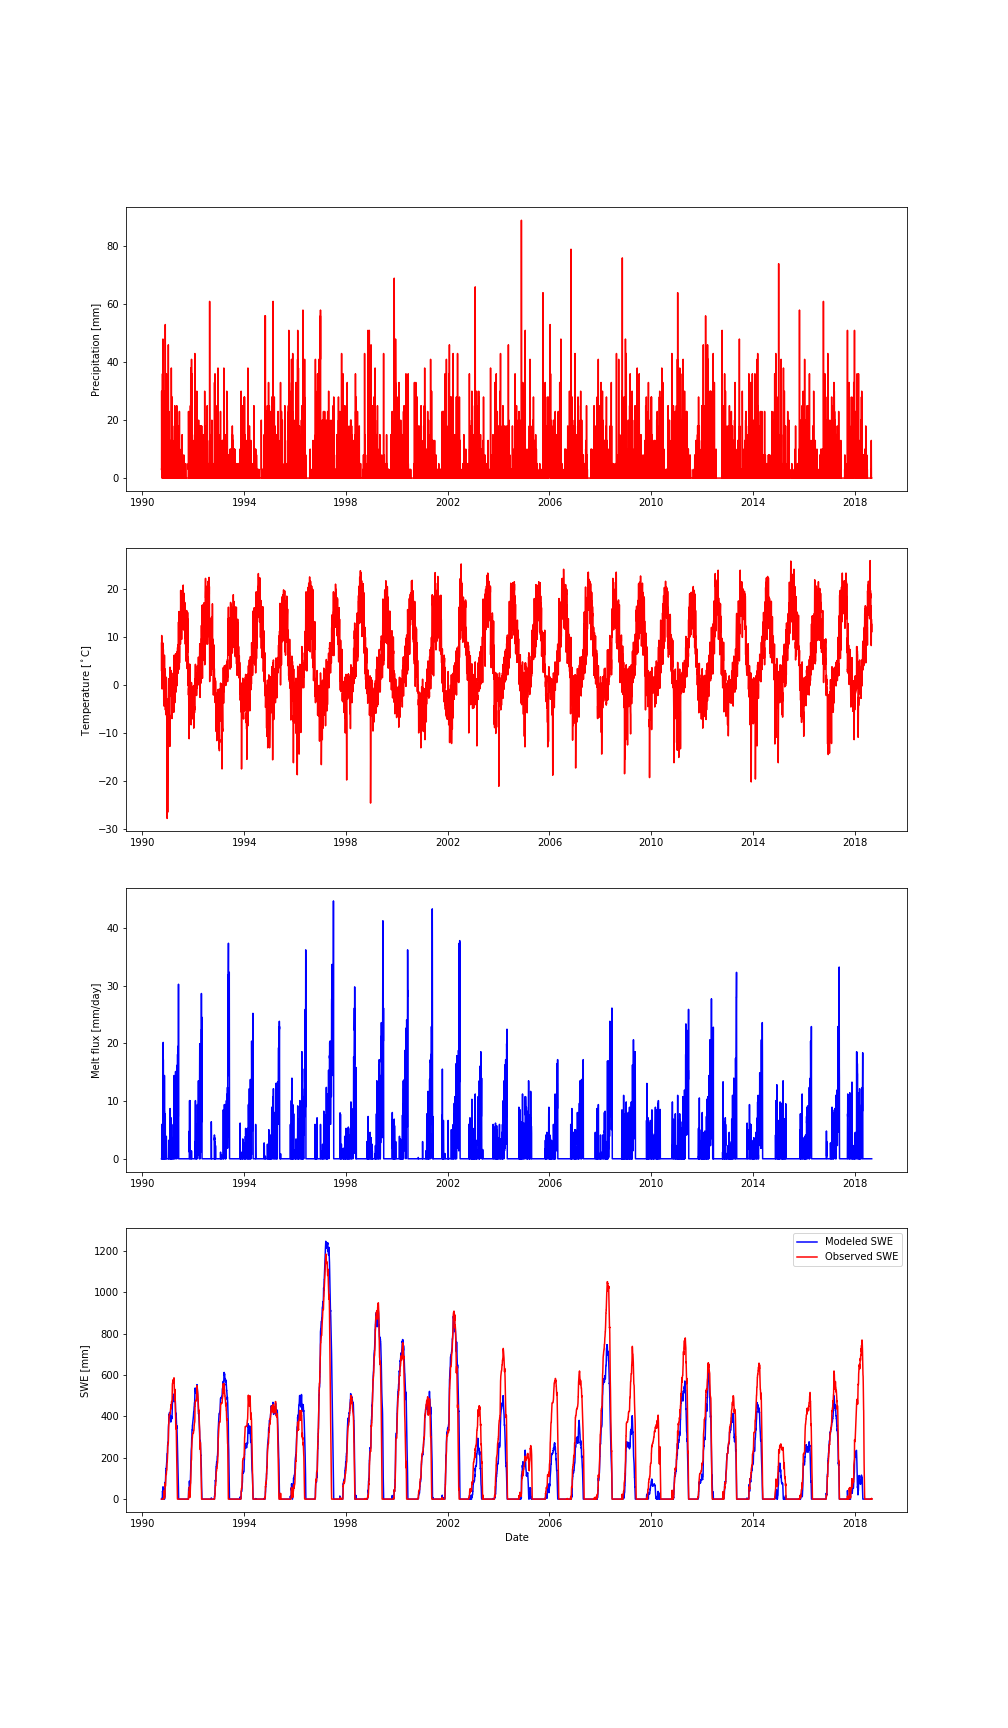 80
60
40
20
0
Precipitation [mm]
1990 1994 1998 2002 2006 2010 2014 2018
20
10
0
−10
−20
−30
Temperature [°C]
1990 1994 1998 2002 2006 2010 2014 2018
40
30
20
10
0
Melt flux [mm/day]
1990 1994 1998 2002 2006 2010 2014 2018
Modeled SWE
Observed SWE
1200
1000
800
600
400
200
0
SWE [mm]
1990 1994 1998 2002 2006 2010 2014 2018
Date